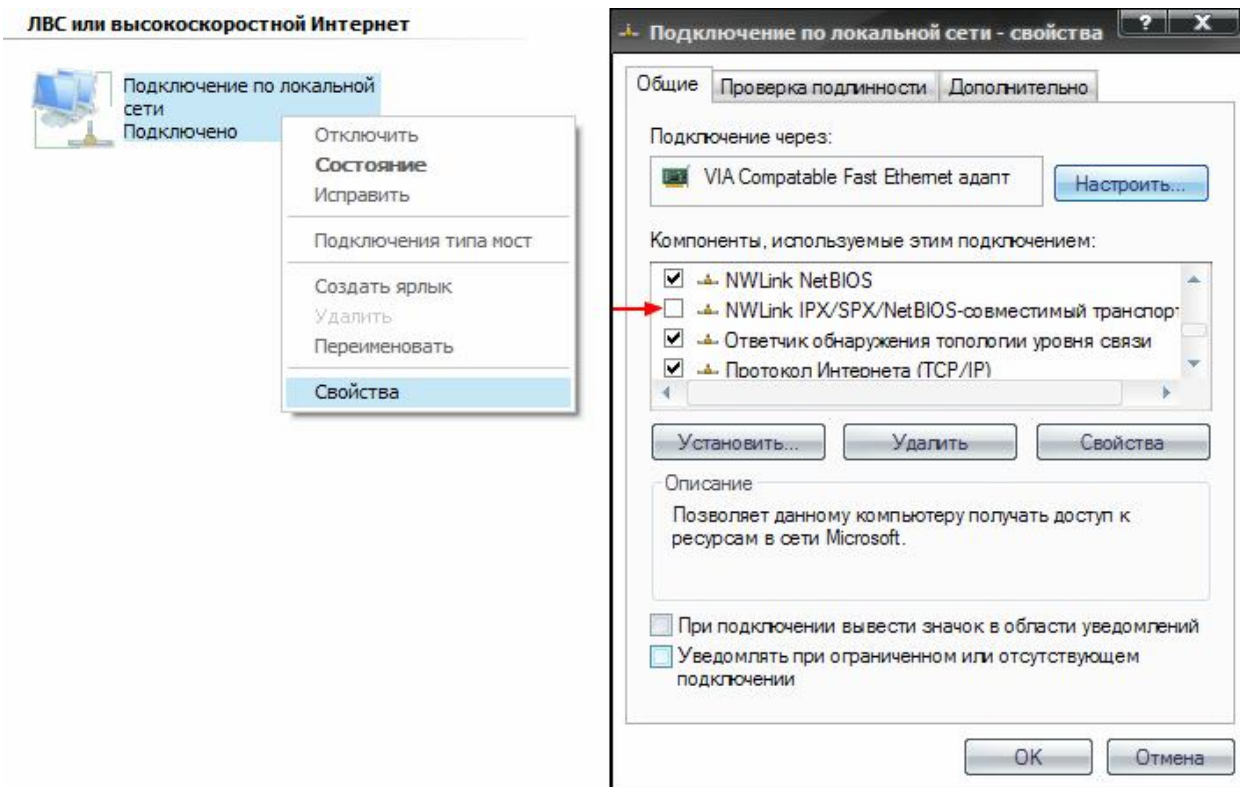 ЛВС или высокоскоростной Интернет
Подключение по локальной
сети
Подключено
Отключить
Состояние
Исправить
Подключения типа мост
Создать ярлык
Удалить
Переименовать
Свойства
Подключение по локальной сети - свойства
? X
Общие Проверка подлинности Дополнительно
Подключение через:
VIA Compatable Fast Ethernet адапт
Настроить...
Компоненты, используемые этим подключением:
NWLink NetBIOS
NWLink IPX/SPX/NetBIOS-совместимый транспорт
Ответчик обнаружения топологии уровня связи
Протокол Интернета (TCP/IP)
Установить... Удалить Свойства
Описание
Позволяет данному компьютеру получать доступ к
ресурсам в сети Microsoft.
При подключении вывести значок в области уведомлений
Уведомлять при ограниченном или отсутствующем
подключении
OK Отмена